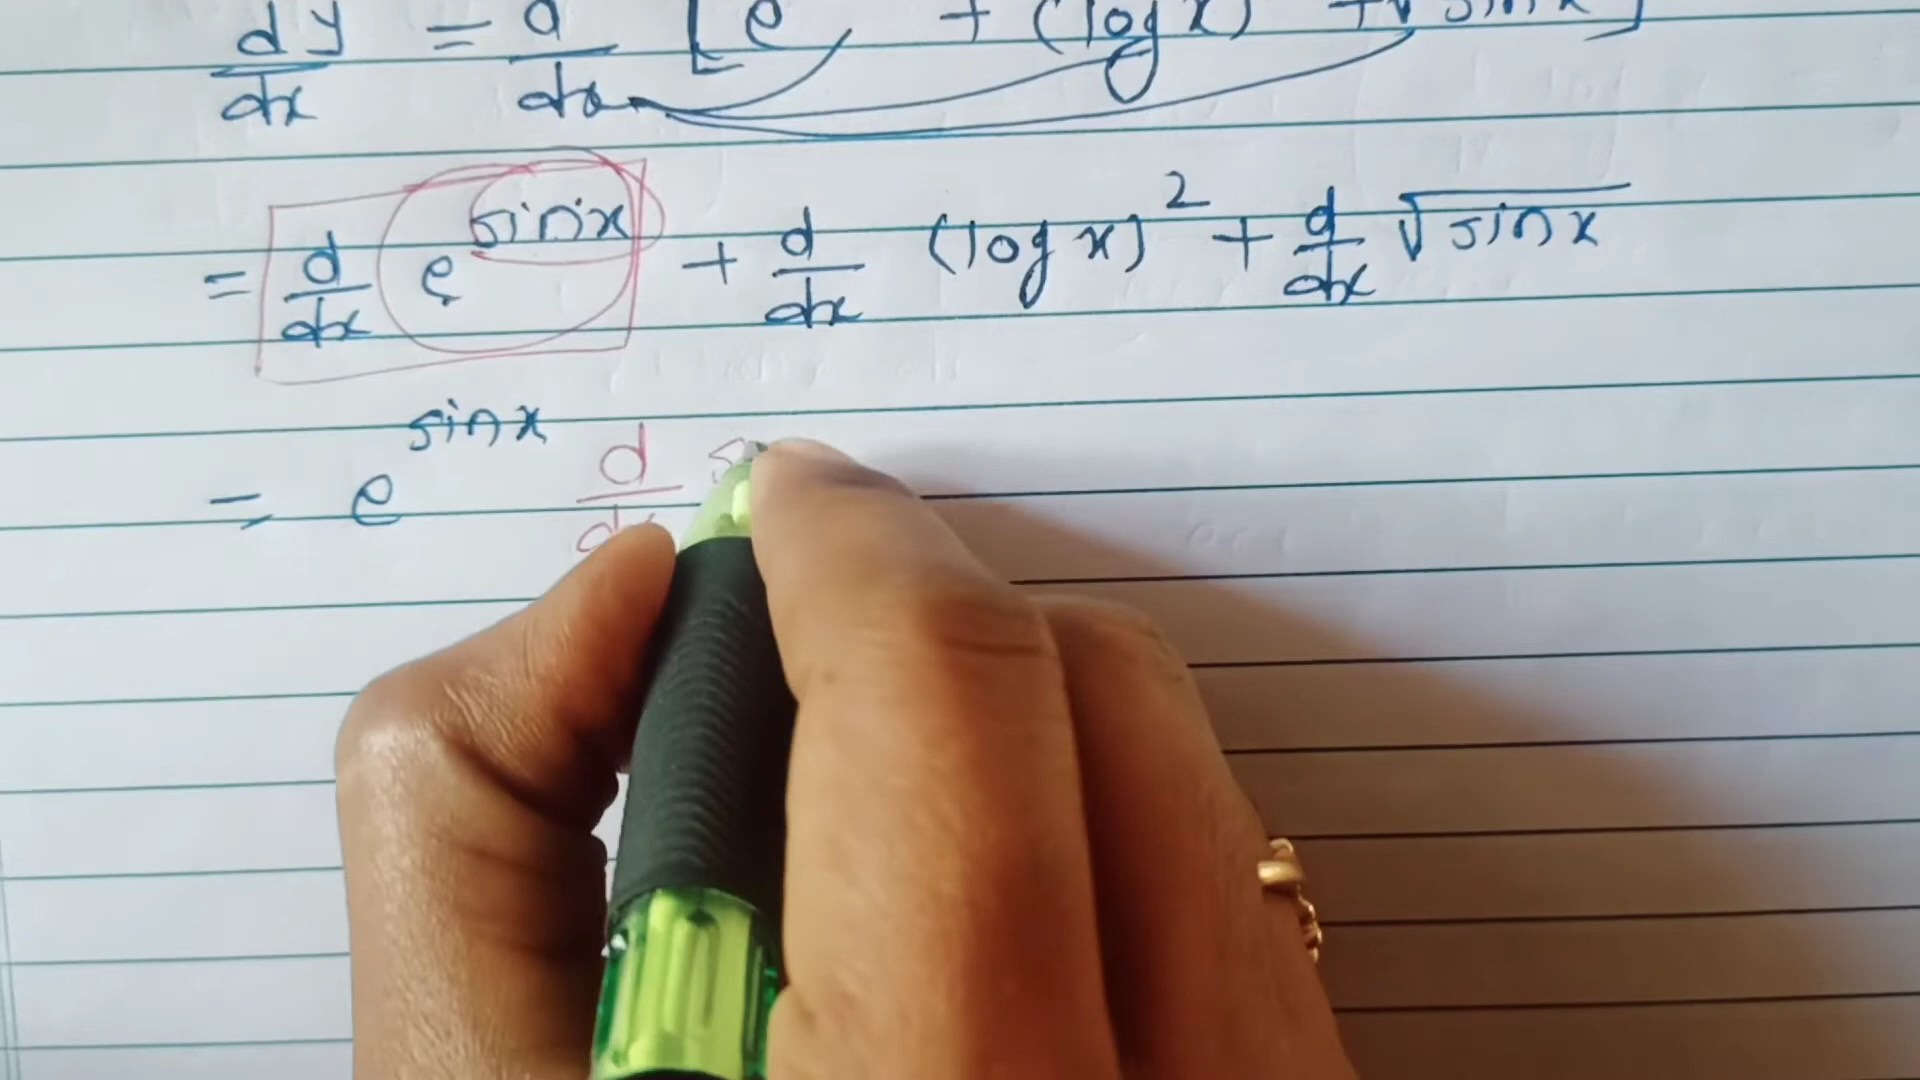 dy/dx = d/dx [e + (log x) + √sin x]
= d/dx e^sin x + d/dx (log x)^2 + d/dx √sin x
= e^sin x d/dx s